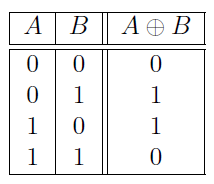 A B A ⊕ B
0 0 0
0 1 1
1 0 1
1 1 0